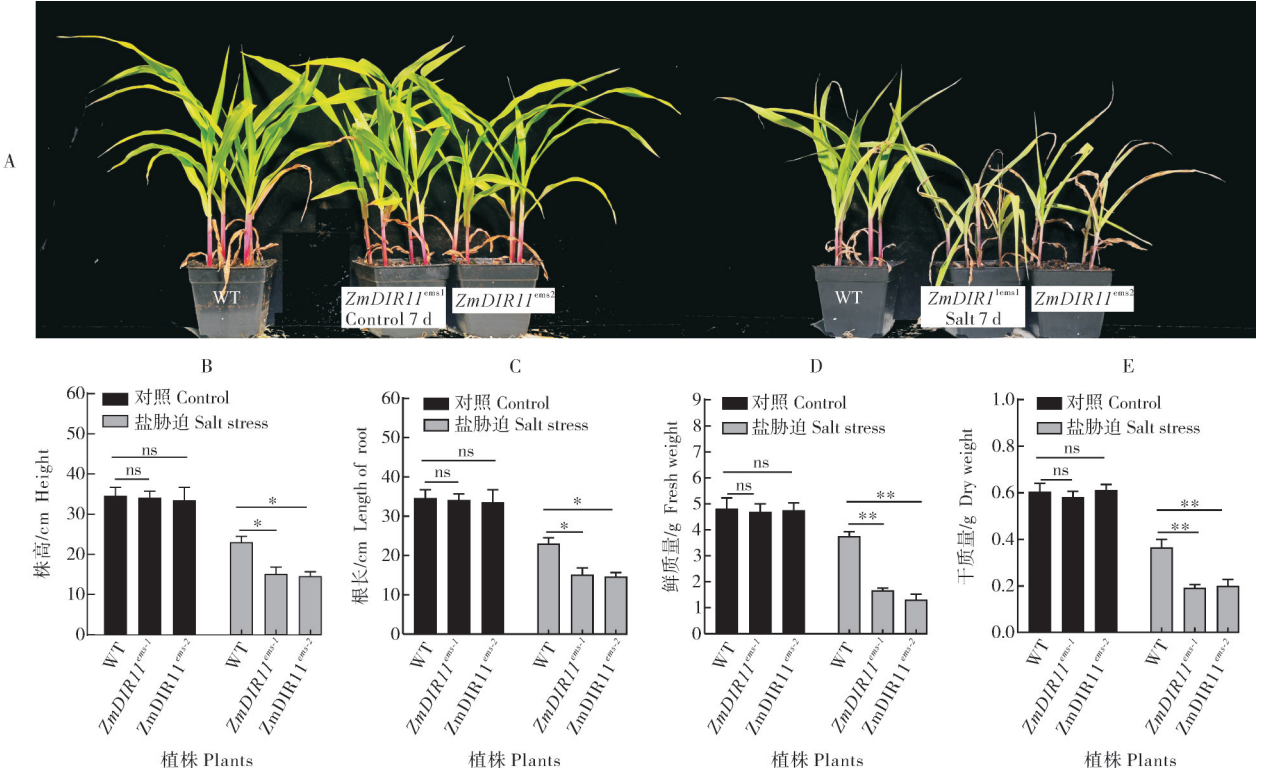 A
WT
ZmDIR11ems1
Control 7 d
ZmDIR11ems2
WT
ZmDIR11ems1
Salt 7 d
ZmDIR11ems2
B
60
50
40
30
20
10
0
株高/cm Height
对照 Control
盐胁迫 Salt stress
ns
ns
*
*
WT
ZmDIR11ems-1
ZmDIR11ems-2
WT
ZmDIR11ems-1
ZmDIR11ems-2
植株 Plants
C
60
50
40
30
20
10
0
根长/cm Length of root
对照 Control
盐胁迫 Salt stress
ns
ns
*
*
WT
ZmDIR11ems-1
ZmDIR11ems-2
WT
ZmDIR11ems-1
ZmDIR11ems-2
植株 Plants
D
9
8
7
6
5
4
3
2
1
0
鲜质量/g Fresh weight
对照 Control
盐胁迫 Salt stress
ns
ns
**
**
WT
ZmDIR11ems-1
ZmDIR11ems-2
WT
ZmDIR11ems-1
ZmDIR11ems-2
植株 Plants
E
1.0
0.8
0.6
0.4
0.2
0.0
干质量/g Dry weight
对照 Control
盐胁迫 Salt stress
ns
ns
**
**
WT
ZmDIR11ems-1
ZmDIR11ems-2
WT
ZmDIR11ems-1
ZmDIR11ems-2
植株 Plants